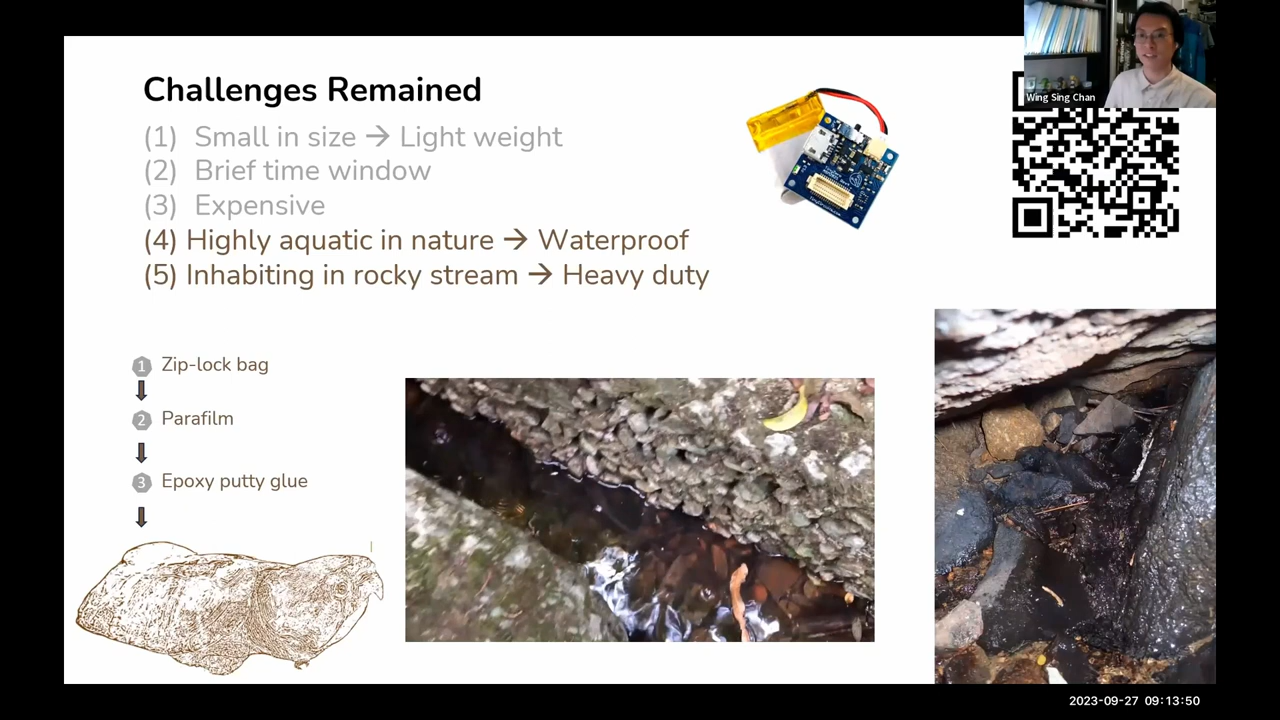 Challenges Remained
(1) Small in size → Light weight
(2) Brief time window
(3) Expensive
(4) Highly aquatic in nature → Waterproof
(5) Inhabiting in rocky stream → Heavy duty
Wing Sing Chan
1 Zip-lock bag
2 Parafilm
3 Epoxy putty glue
2023-09-27 09:13:50